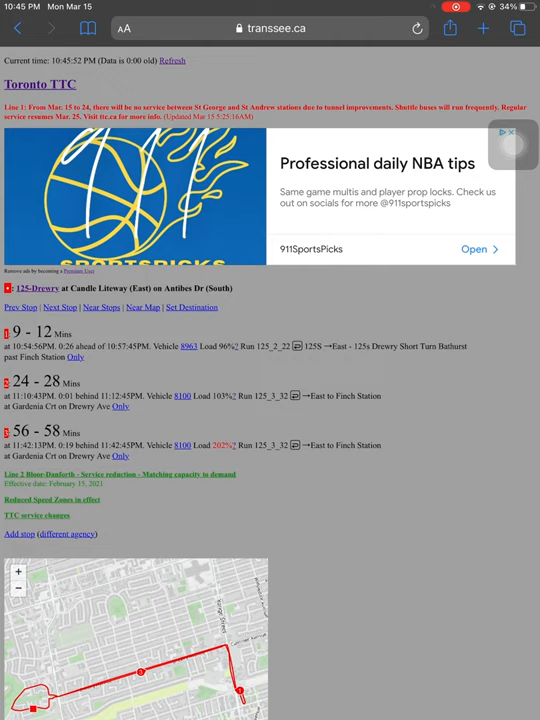 10:45 PM Mon Mar 15
34%
AA
transsee.ca
Current time: 10:45:52 PM (Data is 0:00 old) Refresh
Toronto TTC
Line 1: From Mar. 15 to 24, there will be no service between St George and St Andrew stations due to tunnel improvements. Shuttle buses will run frequently. Regular
service resumes Mar. 25. Visit ttc.ca for more info. (Updated Mar 15 5:25:16AM)
SPORTSPICKS
Professional daily NBA tips
Same game multis and player prop locks. Check us
out on socials for more @911sportspicks
911SportsPicks
Open
Remove ads by becoming a Premium User
: 125-Drewry at Candle Liteway (East) on Antibes Dr (South)
Prev Stop | Next Stop | Near Stops | Near Map | Set Destination
1: 9 - 12 Mins
at 10:54:56PM. 0:26 ahead of 10:57:45PM. Vehicle 8963 Load 96%? Run 125_2_22 125S →East - 125s Drewry Short Turn Bathurst
past Finch Station Only
2: 24 - 28 Mins
at 11:10:43PM. 0:01 behind 11:12:45PM. Vehicle 8100 Load 103%? Run 125_3_32 →East to Finch Station
at Gardenia Crt on Drewry Ave Only
3: 56 - 58 Mins
at 11:42:13PM. 0:19 behind 11:42:45PM. Vehicle 8100 Load 202%? Run 125_3_32 →East to Finch Station
at Gardenia Crt on Drewry Ave Only
Line 2 Bloor-Danforth - Service reduction - Matching capacity to demand
Effective date: February 15, 2021
Reduced Speed Zones in effect
TTC service changes
Add stop (different agency)
+
−
Yonge Street